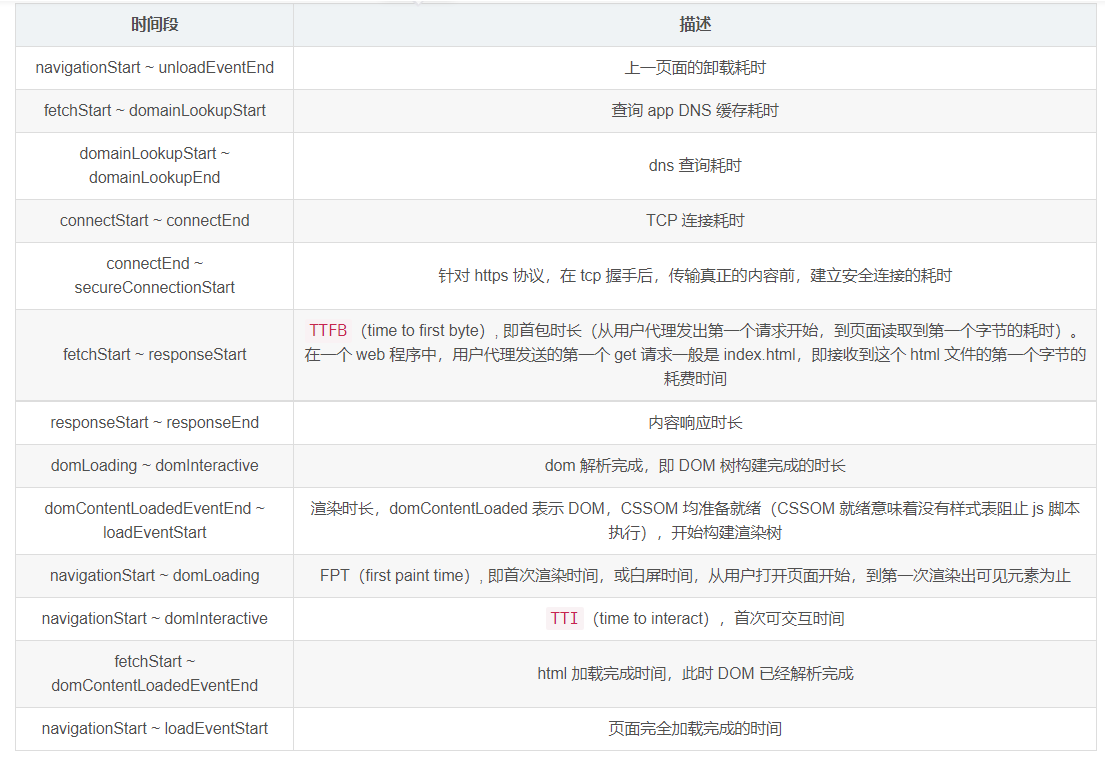 时间段 描述
navigationStart ~ unloadEventEnd 上一页面的卸载耗时
fetchStart ~ domainLookupStart 查询 app DNS 缓存耗时
domainLookupStart ~
domainLookupEnd
dns 查询耗时
connectStart ~ connectEnd TCP 连接耗时
connectEnd ~
secureConnectionStart
针对 https 协议，在 tcp 握手后，传输真正的内容前，建立安全连接的耗时
fetchStart ~ responseStart
TTFB （time to first byte）, 即首包时长（从用户代理发出第一个请求开始，到页面读取到第一个字节的耗时）。
在一个 web 程序中，用户代理发送的第一个 get 请求一般是 index.html，即接收到这个 html 文件的第一个字节的
耗费时间
responseStart ~ responseEnd 内容响应时长
domLoading ~ domInteractive dom 解析完成，即 DOM 树构建完成的时长
domContentLoadedEventEnd ~
loadEventStart
渲染时长，domContentLoaded 表示 DOM，CSSOM 均准备就绪（CSSOM 就绪意味着没有样式表阻止 js 脚本
执行），开始构建渲染树
navigationStart ~ domLoading FPT（first paint time）, 即首次渲染时间，或白屏时间，从用户打开页面开始，到第一次渲染出可见元素为止
navigationStart ~ domInteractive TTI （time to interact），首次可交互时间
fetchStart ~
domContentLoadedEventEnd
html 加载完成时间，此时 DOM 已经解析完成
navigationStart ~ loadEventStart 页面完全加载完成的时间